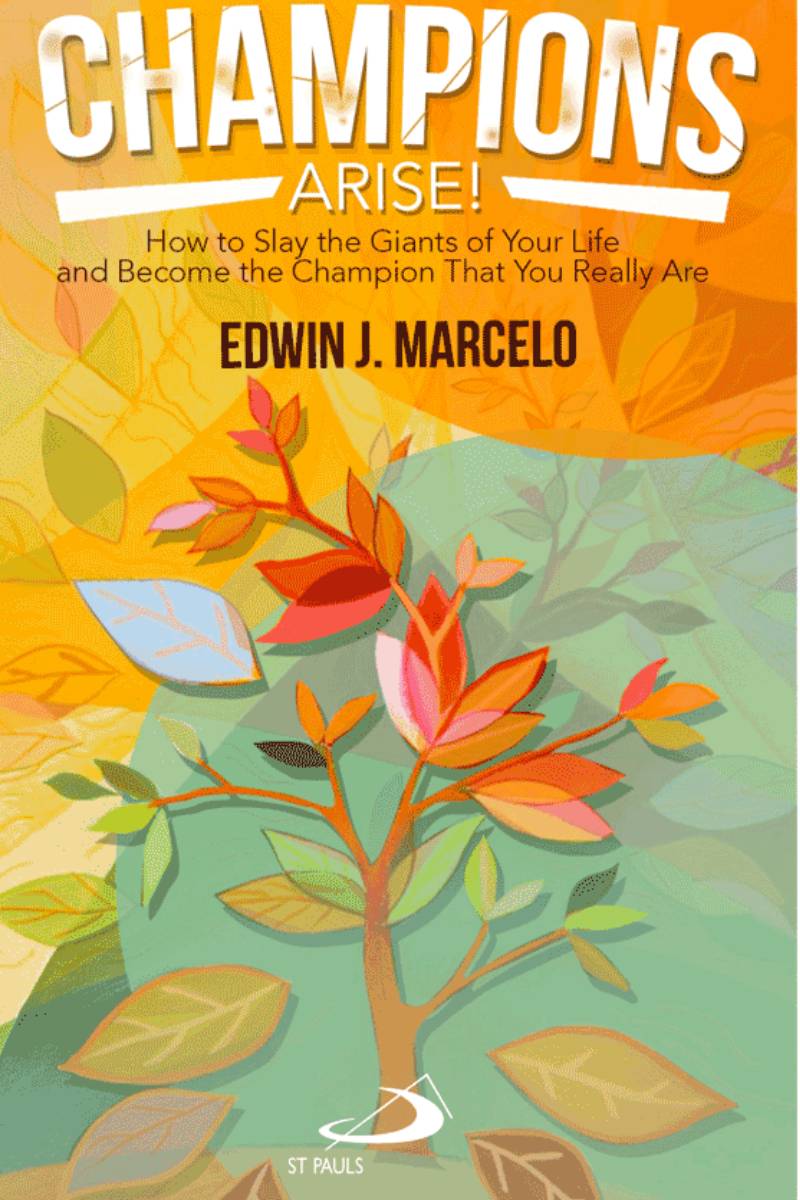 CHAMPIONS
ARISE!
How to Slay the Giants of Your Life
and Become the Champion That You Really Are
EDWIN J. MARCELO
ST PAULS